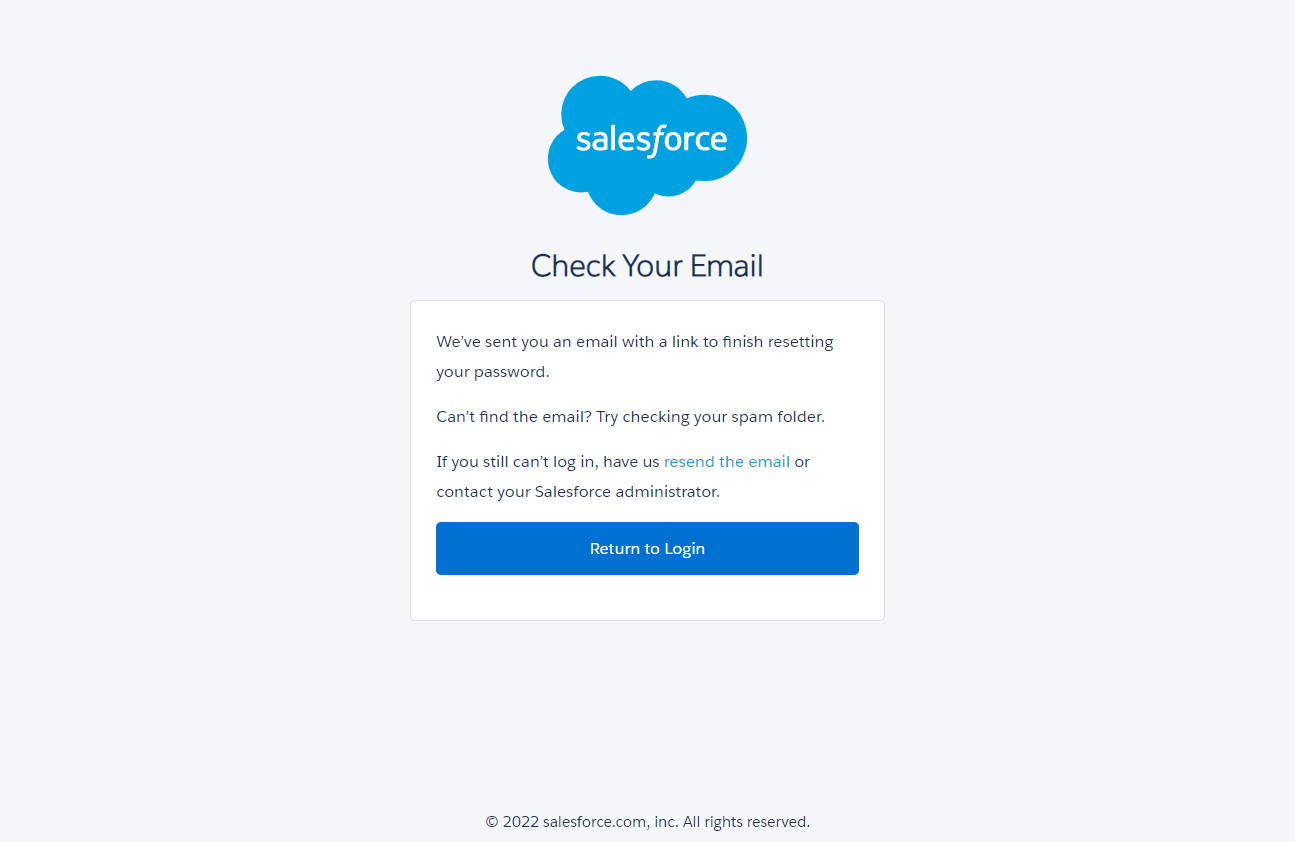 salesforce
Check Your Email
We've sent you an email with a link to finish resetting
your password.
Can't find the email? Try checking your spam folder.
If you still can't log in, have us resend the email or
contact your Salesforce administrator.
Return to Login
© 2022 salesforce.com, inc. All rights reserved.